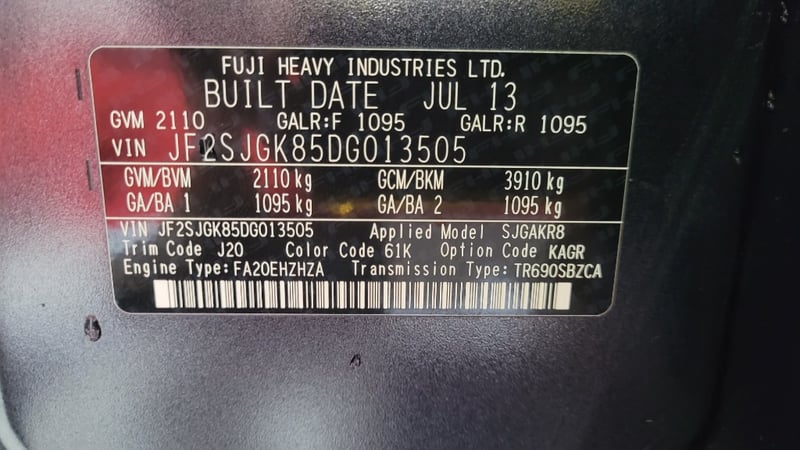 FUJI HEAVY INDUSTRIES LTD.
BUILT DATE JUL 13
GVM 2110 GALR:F 1095 GALR:R 1095
VIN JF2SJGK85DG013505
GVM/BVM 2110 kg GCM/BKM 3910 kg
GA/BA 1 1095 kg GA/BA 2 1095 kg
VIN JF2SJGK85DG013505 Applied Model SJGAKR8
Trim Code J20 Color Code 61K Option Code KAGR
Engine Type:FA20EHZHZA Transmission Type:TR690SBZCA